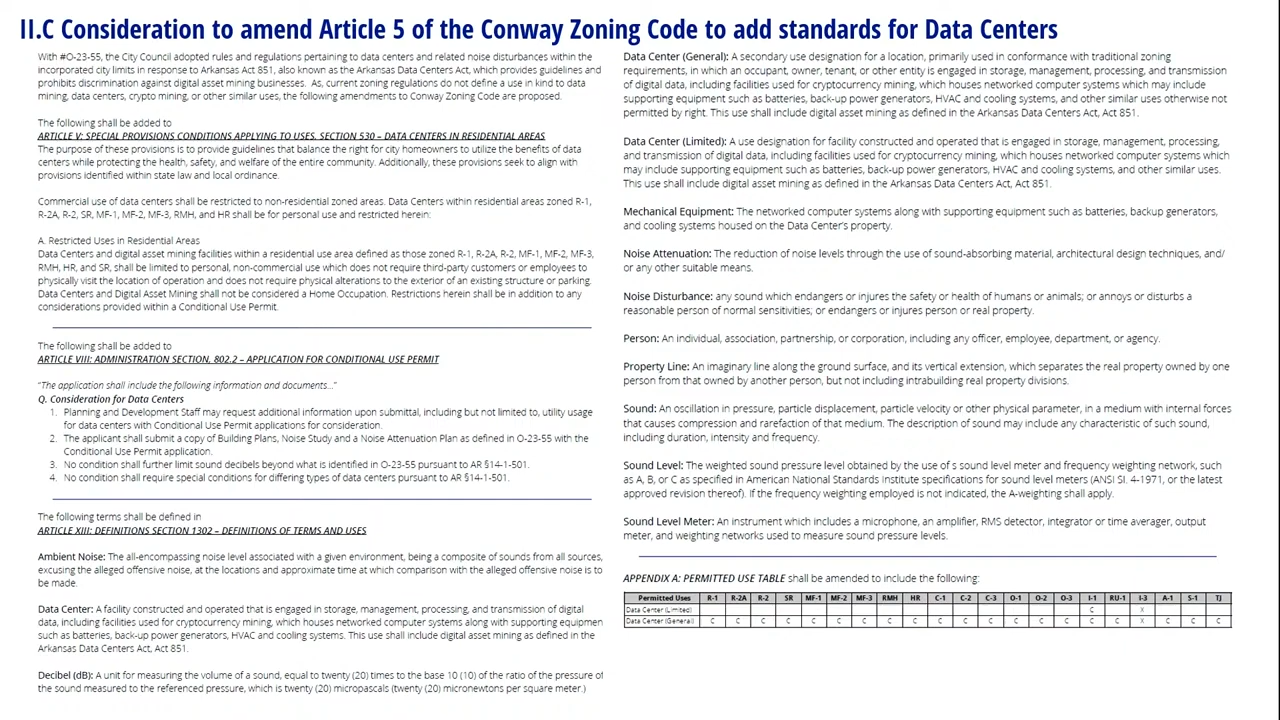 II.C Consideration to amend Article 5 of the Conway Zoning Code to add standards for Data Centers
With #O-23-55, the City Council adopted rules and regulations pertaining to data centers and related noise disturbances within the
incorporated city limits in response to Arkansas Act 851, also known as the Arkansas Data Centers Act, which provides guidelines and
prohibits discrimination against digital asset mining businesses. As, current zoning regulations do not define a use in kind to data
mining, data centers, crypto mining, or other similar uses, the following amendments to Conway Zoning Code are proposed.
The following shall be added to
ARTICLE V: SPECIAL PROVISIONS CONDITIONS APPLYING TO USES. SECTION 530 – DATA CENTERS IN RESIDENTIAL AREAS
The purpose of these provisions is to provide guidelines that balance the right for city homeowners to utilize the benefits of data
centers while protecting the health, safety, and welfare of the entire community. Additionally, these provisions seek to align with
provisions identified within state law and local ordinance.
Commercial use of data centers shall be restricted to non-residential zoned areas. Data Centers within residential areas zoned R-1,
R-2A, R-2, SR, MF-1, MF-2, MF-3, RMH, and HR shall be for personal use and restricted herein:
A. Restricted Uses in Residential Areas
Data Centers and digital asset mining facilities within a residential use area defined as those zoned R-1, R-2A, R-2, MF-1, MF-2, MF-3,
RMH, HR, and SR, shall be limited to personal, non-commercial use which does not require third-party customers or employees to
physically visit the location of operation and does not require physical alterations to the exterior of an existing structure or parking.
Data Centers and Digital Asset Mining shall not be considered a Home Occupation. Restrictions herein shall be in addition to any
considerations provided within a Conditional Use Permit.
The following shall be added to
ARTICLE VIII: ADMINISTRATION SECTION. 802.2 – APPLICATION FOR CONDITIONAL USE PERMIT
"The application shall include the following information and documents..."
Q. Consideration for Data Centers
1. Planning and Development Staff may request additional information upon submittal, including but not limited to, utility usage
for data centers with Conditional Use Permit applications for consideration.
2. The applicant shall submit a copy of Building Plans, Noise Study and a Noise Attenuation Plan as defined in O-23-55 with the
Conditional Use Permit application.
3. No condition shall further limit sound decibels beyond what is identified in O-23-55 pursuant to AR §14-1-501.
4. No condition shall require special conditions for differing types of data centers pursuant to AR §14-1-501.
The following terms shall be defined in
ARTICLE XIII: DEFINITIONS SECTION 1302 – DEFINITIONS OF TERMS AND USES
Ambient Noise: The all-encompassing noise level associated with a given environment, being a composite of sounds from all sources,
excusing the alleged offensive noise, at the locations and approximate time at which comparison with the alleged offensive noise is to
be made.
Data Center: A facility constructed and operated that is engaged in storage, management, processing, and transmission of digital
data, including facilities used for cryptocurrency mining, which houses networked computer systems along with supporting equipmen
such as batteries, back-up power generators, HVAC and cooling systems. This use shall include digital asset mining as defined in the
Arkansas Data Centers Act, Act 851.
Decibel (dB): A unit for measuring the volume of a sound, equal to twenty (20) times to the base 10 (10) of the ratio of the pressure of
the sound measured to the referenced pressure, which is twenty (20) micropascals (twenty (20) micronewtons per square meter.)
Data Center (General): A secondary use designation for a location, primarily used in conformance with traditional zoning
requirements, in which an occupant, owner, tenant, or other entity is engaged in storage, management, processing, and transmission
of digital data, including facilities used for cryptocurrency mining, which houses networked computer systems which may include
supporting equipment such as batteries, back-up power generators, HVAC and cooling systems, and other similar uses otherwise not
permitted by right. This use shall include digital asset mining as defined in the Arkansas Data Centers Act, Act 851.
Data Center (Limited): A use designation for facility constructed and operated that is engaged in storage, management, processing,
and transmission of digital data, including facilities used for cryptocurrency mining, which houses networked computer systems which
may include supporting equipment such as batteries, back-up power generators, HVAC and cooling systems, and other similar uses.
This use shall include digital asset mining as defined in the Arkansas Data Centers Act, Act 851.
Mechanical Equipment: The networked computer systems along with supporting equipment such as batteries, backup generators,
and cooling systems housed on the Data Center's property.
Noise Attenuation: The reduction of noise levels through the use of sound-absorbing material, architectural design techniques, and/
or any other suitable means.
Noise Disturbance: any sound which endangers or injures the safety or health of humans or animals; or annoys or disturbs a
reasonable person of normal sensitivities; or endangers or injures person or real property.
Person: An individual, association, partnership, or corporation, including any officer, employee, department, or agency.
Property Line: An imaginary line along the ground surface, and its vertical extension, which separates the real property owned by one
person from that owned by another person, but not including intrabuilding real property divisions.
Sound: An oscillation in pressure, particle displacement, particle velocity or other physical parameter, in a medium with internal forces
that causes compression and rarefaction of that medium. The description of sound may include any characteristic of such sound,
including duration, intensity and frequency.
Sound Level: The weighted sound pressure level obtained by the use of s sound level meter and frequency weighting network, such
as A, B, or C as specified in American National Standards Institute specifications for sound level meters (ANSI SI. 4-1971, or the latest
approved revision thereof). If the frequency weighting employed is not indicated, the A-weighting shall apply.
Sound Level Meter: An instrument which includes a microphone, an amplifier, RMS detector, integrator or time averager, output
meter, and weighting networks used to measure sound pressure levels.
APPENDIX A: PERMITTED USE TABLE shall be amended to include the following:
Permitted Uses R-1 R-2A R-2 SR MF-1 MF-2 MF-3 RMH HR C-1 C-2 C-3 O-1 O-2 O-3 I-1 RU-1 I-3 A-1 S-1 TJ
Data Center (Limited) C X
Data Center (General) C C C C C C C C C C C C C C C C C X C C C